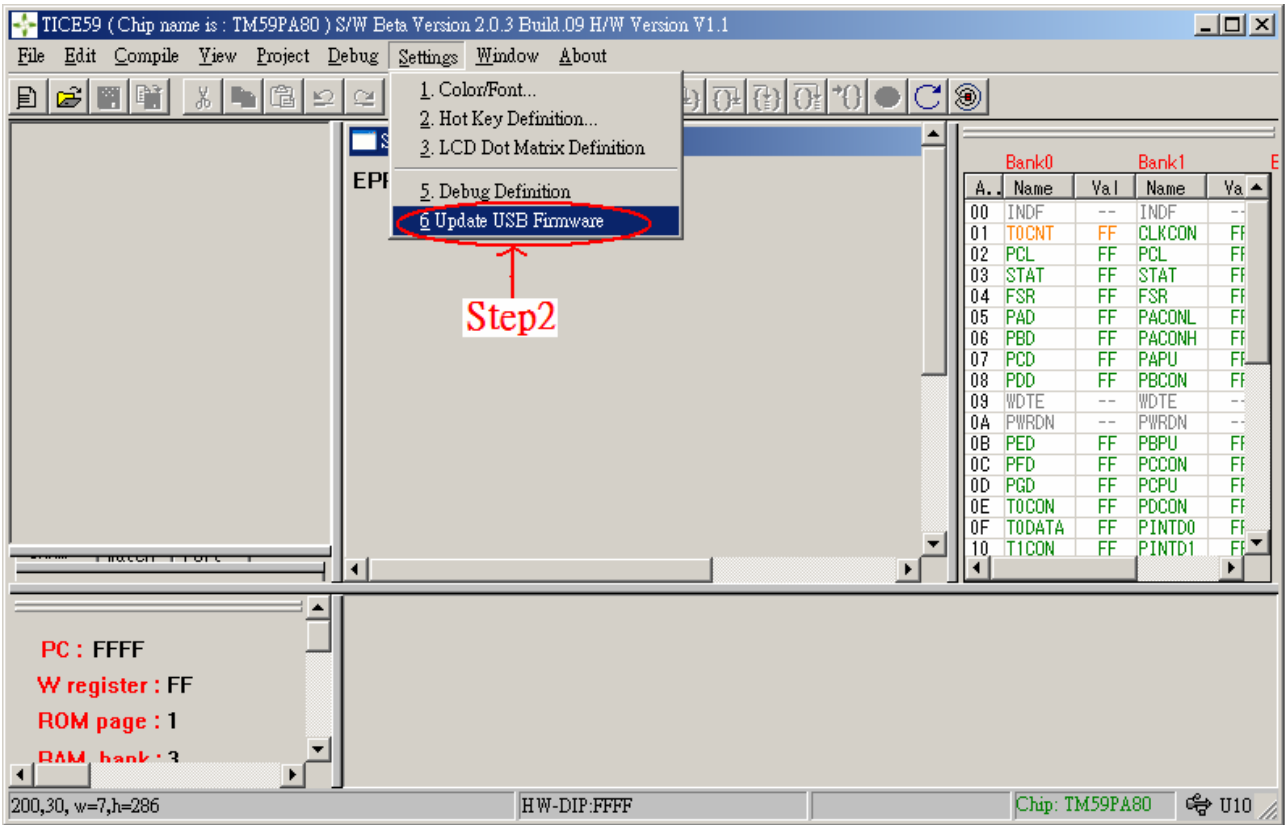 TICE59 ( Chip name is : TM59PA80 ) S/W Beta Version 2.0.3 Build.09 H/W Version V1.1
File Edit Compile View Project Debug Settings Window About
1. Color/Font...
2. Hot Key Definition...
3. LCD Dot Matrix Definition
5. Debug Definition
6 Update USB Firmware
Step2
Bank0 Bank1
A.. Name Val Name Va
00 INDF -- INDF --
01 T0CNT FF CLKCON FF
02 PCL FF PCL FF
03 STAT FF STAT FF
04 FSR FF FSR FF
05 PAD FF PACONL FF
06 PBD FF PACONH FF
07 PCD FF PAPU FF
08 PDD FF PBCON FF
09 WDTE -- WDTE --
0A PWRDN -- PWRDN --
0B PED FF PBPU FF
0C PFD FF PCCON FF
0D PGD FF PCPU FF
0E T0CON FF PDCON FF
0F T0DATA FF PINTD0 FF
10 T1CON FF PINTD1 FF
PC : FFFF
W register : FF
ROM page : 1
RAM bank : 3
200,30, w=7,h=286 HW-DIP:FFFF Chip: TM59PA80 U10